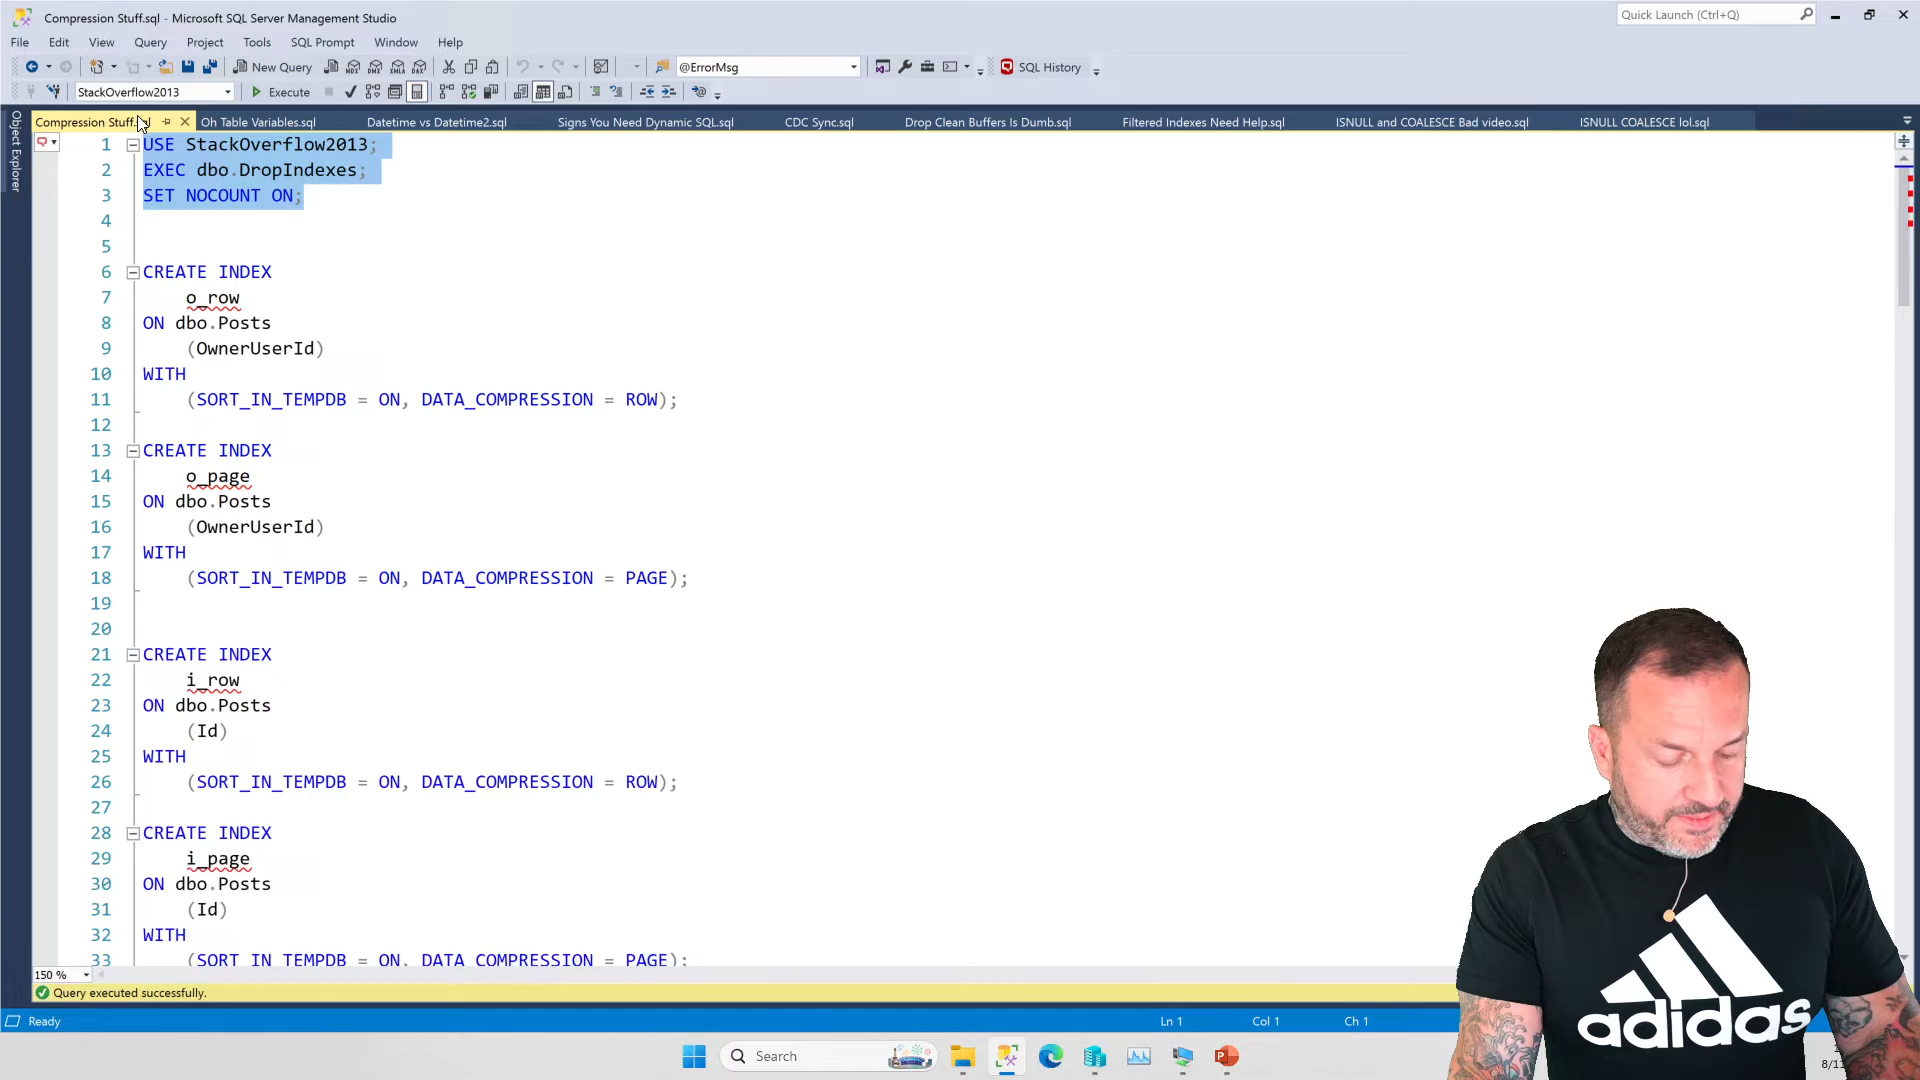 Compression Stuff.sql - Microsoft SQL Server Management Studio
Quick Launch (Ctrl+Q)
File Edit View Query Project Tools SQL Prompt Window Help
New Query MDX DMX XMLA DAX @ErrorMsg SQL History
StackOverflow2013 Execute
Compression Stuff. Oh Table Variables.sql Datetime vs Datetime2.sql Signs You Need Dynamic SQL.sql CDC Sync.sql Drop Clean Buffers Is Dumb.sql Filtered Indexes Need Help.sql ISNULL and COALESCE Bad video.sql ISNULL COALESCE lol.sql
Object Explorer
1 USE StackOverflow2013;
2 EXEC dbo.DropIndexes;
3 SET NOCOUNT ON;
4
5
6 CREATE INDEX
7 o_row
8 ON dbo.Posts
9 (OwnerUserId)
10 WITH
11 (SORT_IN_TEMPDB = ON, DATA_COMPRESSION = ROW);
12
13 CREATE INDEX
14 o_page
15 ON dbo.Posts
16 (OwnerUserId)
17 WITH
18 (SORT_IN_TEMPDB = ON, DATA_COMPRESSION = PAGE);
19
20
21 CREATE INDEX
22 i_row
23 ON dbo.Posts
24 (Id)
25 WITH
26 (SORT_IN_TEMPDB = ON, DATA_COMPRESSION = ROW);
27
28 CREATE INDEX
29 i_page
30 ON dbo.Posts
31 (Id)
32 WITH
33 (SORT_IN_TEMPDB = ON, DATA_COMPRESSION = PAGE);
150 %
Query executed successfully.
Ready Ln 1 Col 1 Ch 1
adidas
Search